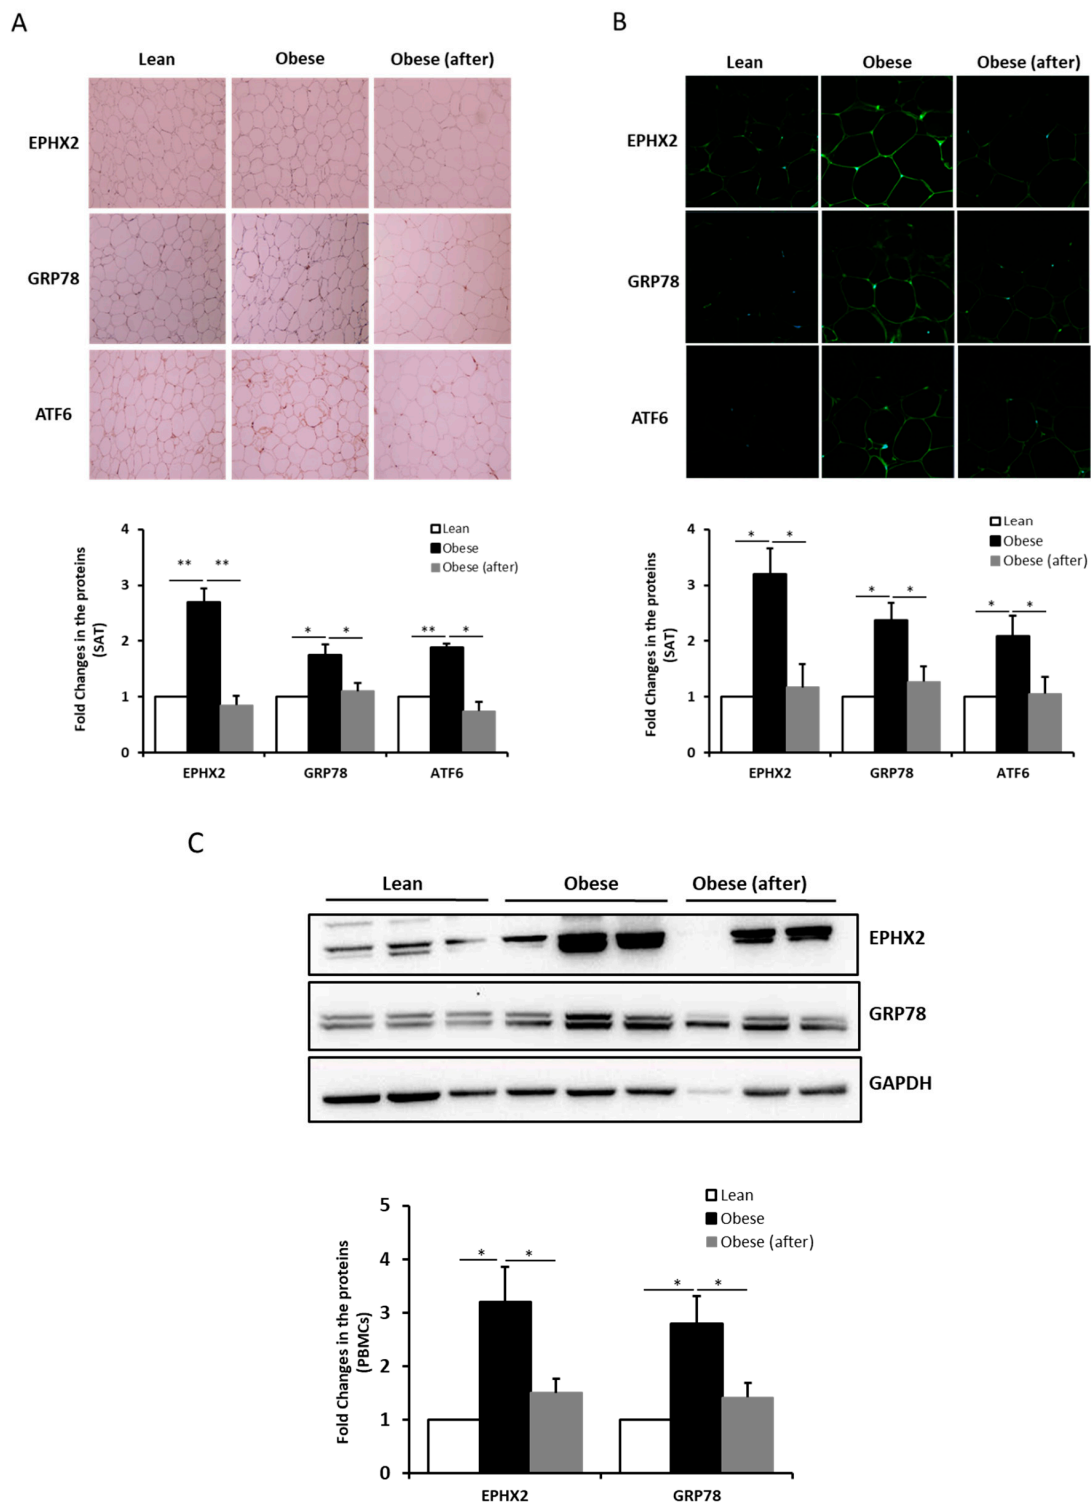 A
Lean Obese Obese (after)
EPHX2
GRP78
ATF6
Fold Changes in the proteins
(SAT)
4
3
2
1
0
Lean
Obese
Obese (after)
** **
* *
** *
EPHX2 GRP78 ATF6
B
Lean Obese Obese (after)
EPHX2
GRP78
ATF6
Fold Changes in the proteins
(SAT)
4
3
2
1
0
Lean
Obese
Obese (after)
* *
* *
* *
EPHX2 GRP78 ATF6
C
Lean Obese Obese (after)
EPHX2
GRP78
GAPDH
Fold Changes in the proteins
(PBMCs)
5
4
3
2
1
0
Lean
Obese
Obese (after)
* *
* *
EPHX2 GRP78